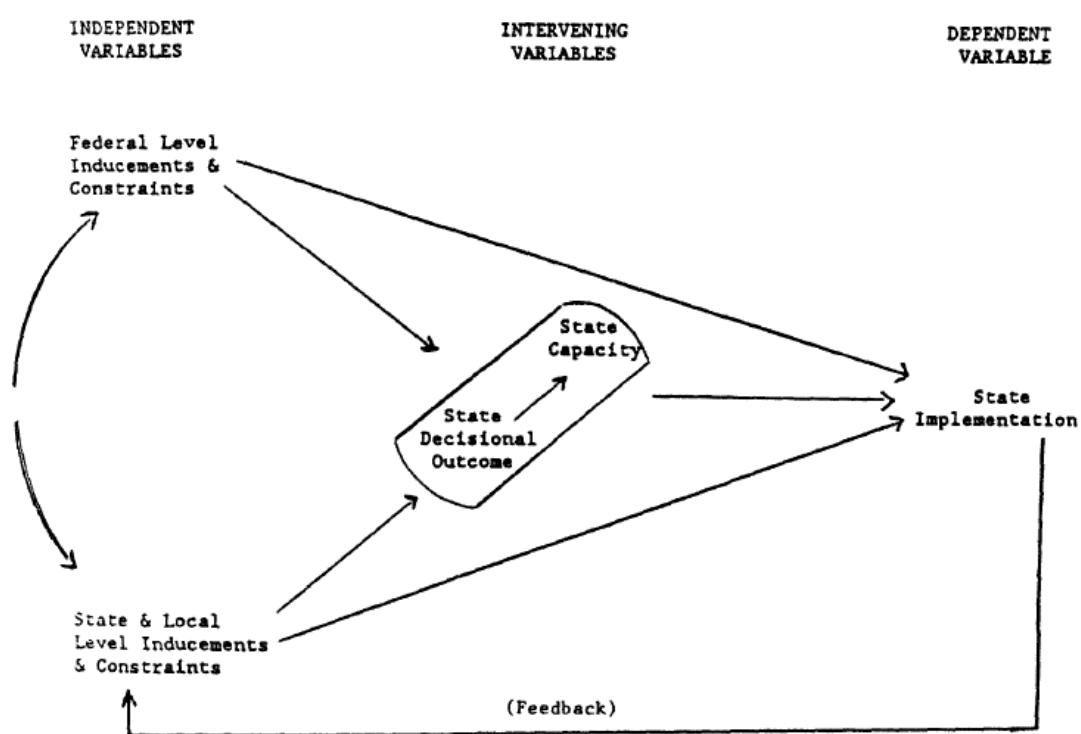 INDEPENDENT
VARIABLES
INTERVENING
VARIABLES
DEPENDENT
VARIABLE
Federal Level
Inducements &
Constraints
State
Capacity
State
Decisional
Outcome
State
Implementation
State & Local
Level Inducements
& Constraints
(Feedback)